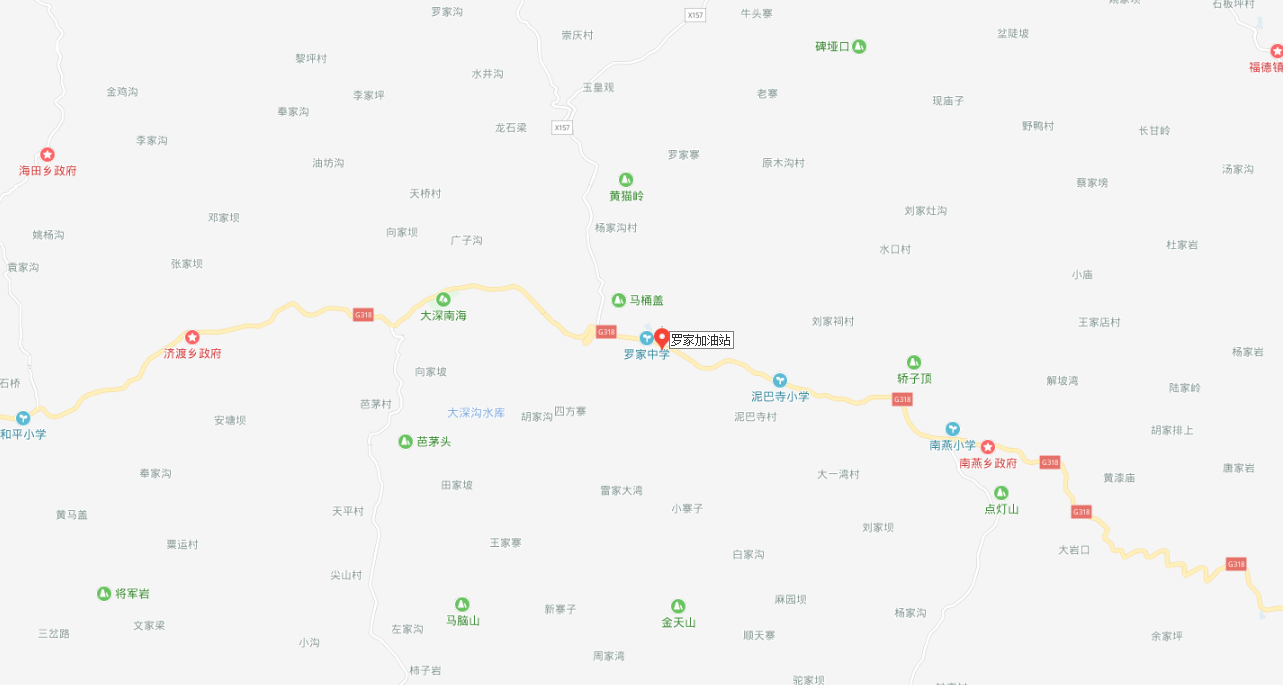 石板坪村
罗家沟
X157
牛头寨
崇庆村
岔陡坡
碑垭口
福德镇
黎坪村
水井沟
玉皇观
金鸡沟
李家坪
老寨
现庙子
奉家沟
龙石梁
X157
野鸭村
长甘岭
李家沟
海田乡政府
油坊沟
罗家寨
原木沟村
汤家沟
蔡家塝
黄猫岭
天桥村
邓家坝
刘家灶沟
姚杨沟
向家坝
广子沟
杨家沟村
杜家岩
水口村
袁家沟
张家坝
小庙
马桶盖
大深南海
G318
刘家祠村
王家店村
G318
罗家加油站
罗家中学
济渡乡政府
杨家岩
轿子顶
向家坡
石桥
解坡湾
陆家岭
泥巴寺小学
G318
芭茅村
大深沟水库
胡家沟
四方寨
泥巴寺村
安塘坝
和平小学
胡家排上
芭茅头
南燕小学
南燕乡政府
G318
唐家岩
奉家沟
大一湾村
黄漆庙
田家坡
雷家大湾
小寨子
点灯山
G318
黄马盖
天平村
刘家坝
粟运村
王家寨
白家沟
大岩口
G318
尖山村
将军岩
新寨子
麻园坝
杨家沟
马脑山
金天山
文家梁
三岔路
左家沟
顺天寨
余家坪
小沟
周家湾
柿子岩
驼家坝